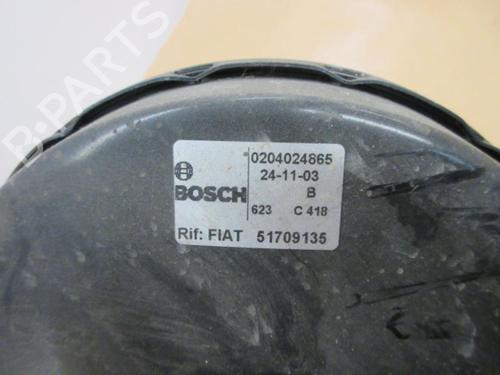 B-PARTS
0204024865
24-11-03
BOSCH B
623 C 418
Rif: FIAT 51709135